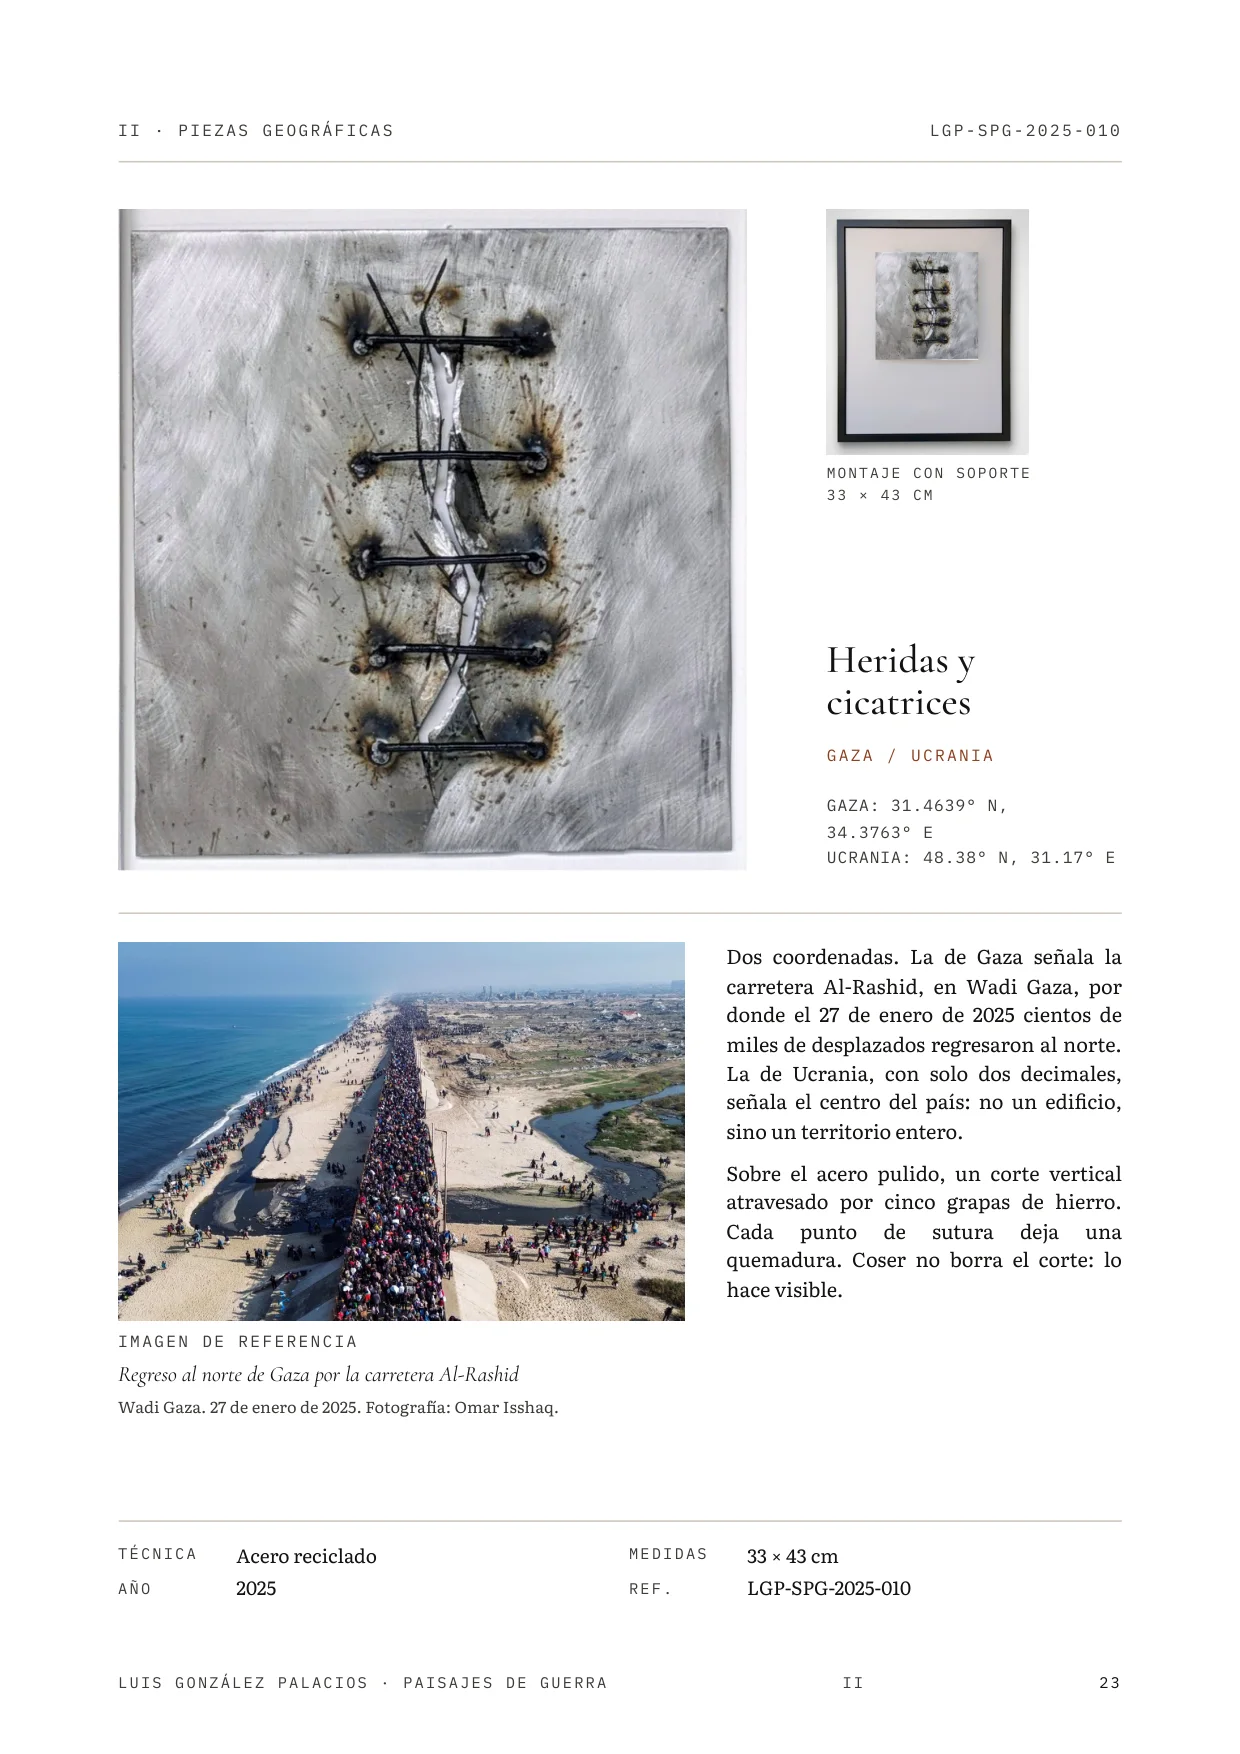 II · PIEZAS GEOGRÁFICAS
LGP-SPG-2025-010
MONTAJE CON SOPORTE
33 × 43 CM
Heridas y
cicatrices
GAZA / UCRANIA
GAZA: 31.4639° N,
34.3763° E
UCRANIA: 48.38° N, 31.17° E
Dos coordenadas. La de Gaza señala la
carretera Al-Rashid, en Wadi Gaza, por
donde el 27 de enero de 2025 cientos de
miles de desplazados regresaron al norte.
La de Ucrania, con solo dos decimales,
señala el centro del país: no un edificio,
sino un territorio entero.
Sobre el acero pulido, un corte vertical
atravesado por cinco grapas de hierro.
Cada punto de sutura deja una
quemadura. Coser no borra el corte: lo
hace visible.
IMAGEN DE REFERENCIA
Regreso al norte de Gaza por la carretera Al-Rashid
Wadi Gaza. 27 de enero de 2025. Fotografía: Omar Isshaq.
TÉCNICA Acero reciclado
MEDIDAS 33 × 43 cm
AÑO 2025
REF. LGP-SPG-2025-010
LUIS GONZÁLEZ PALACIOS · PAISAJES DE GUERRA II 23